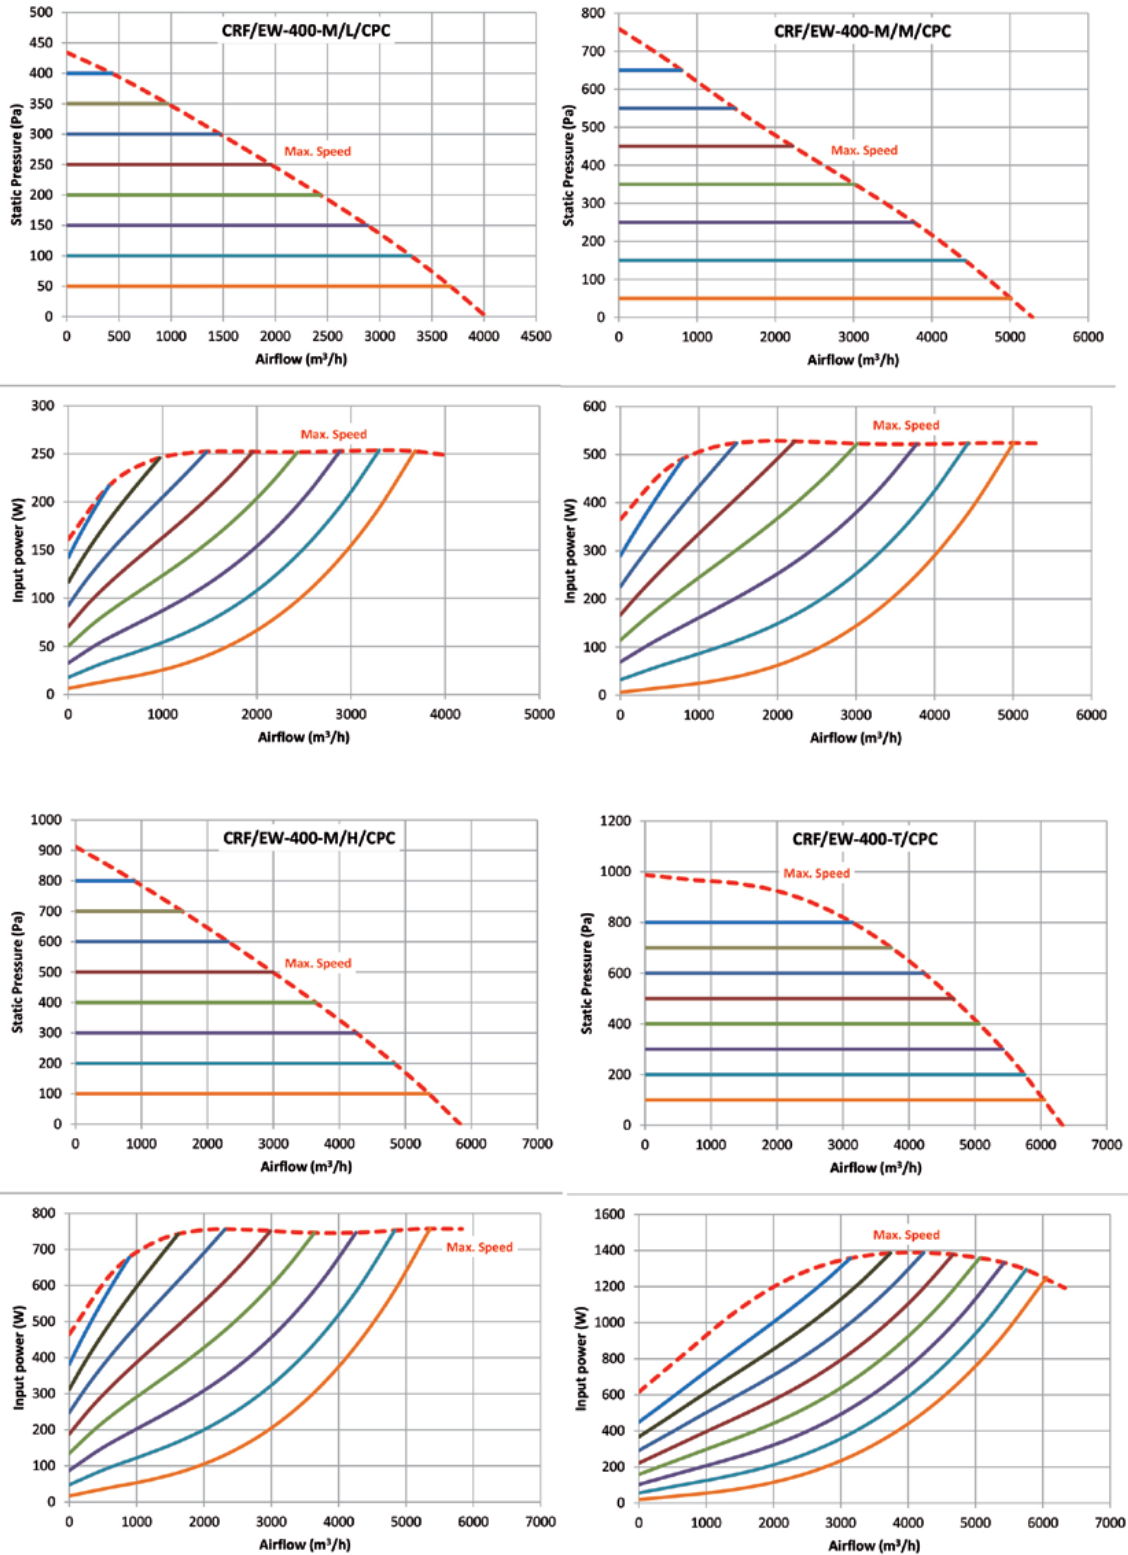 CRF/EW-400-M/L/CPC
Static Pressure (Pa)
500
450
400
350
300
250
200
150
100
50
0
Max. Speed
0 500 1000 1500 2000 2500 3000 3500 4000 4500
Airflow (m³/h)
CRF/EW-400-M/M/CPC
Static Pressure (Pa)
800
700
600
500
400
300
200
100
0
Max. Speed
0 1000 2000 3000 4000 5000 6000
Airflow (m³/h)
Input power (W)
300
250
200
150
100
50
0
Max. Speed
0 1000 2000 3000 4000 5000
Airflow (m³/h)
Input power (W)
600
500
400
300
200
100
0
Max. Speed
0 1000 2000 3000 4000 5000 6000
Airflow (m³/h)
CRF/EW-400-M/H/CPC
Static Pressure (Pa)
1000
900
800
700
600
500
400
300
200
100
0
Max. Speed
0 1000 2000 3000 4000 5000 6000 7000
Airflow (m³/h)
CRF/EW-400-T/CPC
Static Pressure (Pa)
1200
1000
800
600
400
200
0
Max. Speed
0 1000 2000 3000 4000 5000 6000 7000
Airflow (m³/h)
Input power (W)
800
700
600
500
400
300
200
100
0
Max. Speed
0 1000 2000 3000 4000 5000 6000 7000
Airflow (m³/h)
Input power (W)
1600
1400
1200
1000
800
600
400
200
0
Max. Speed
0 1000 2000 3000 4000 5000 6000 7000
Airflow (m³/h)